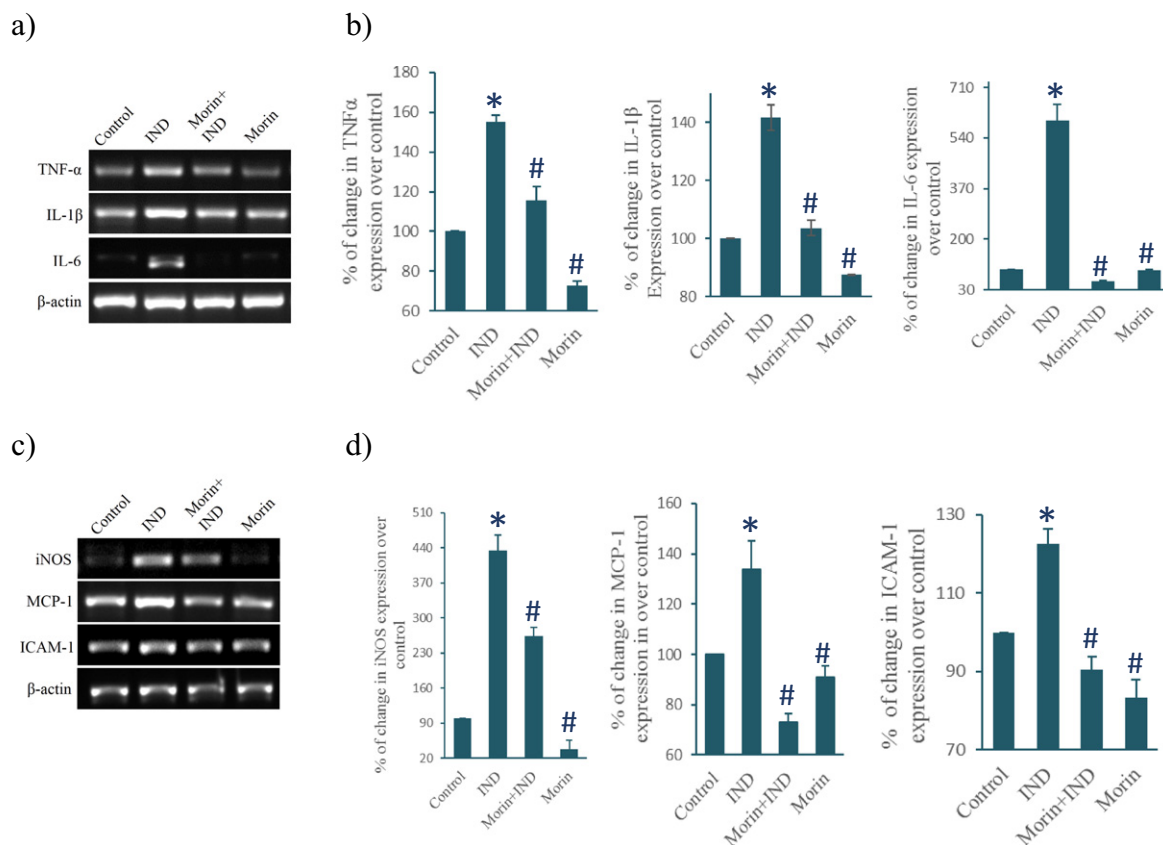 a)
Control
IND
Morin+
IND
Morin
TNF-α
IL-1β
IL-6
β-actin
b)
% of change in TNFα
expression over control
180
160
140
120
100
80
60
*
#
#
Control
IND
Morin+IND
Morin
% of change in IL-1β
Expression over control
140
120
100
80
*
#
#
Control
IND
Morin+IND
Morin
% of change in IL-6 expression
over control
710
540
370
200
30
*
#
#
Control
IND
Morin+IND
Morin
c)
Control
IND
Morin+
IND
Morin
iNOS
MCP-1
ICAM-1
β-actin
d)
% of change in iNOS expression over
control
510
440
370
300
230
160
90
20
*
#
#
Control
IND
Morin+IND
Morin
% of change in MCP-1
expression in over control
160
140
120
100
80
60
*
#
#
Control
IND
Morin+IND
Morin
% of change in ICAM-1
expression over control
130
110
90
70
*
#
#
Control
IND
Morin+IND
Morin